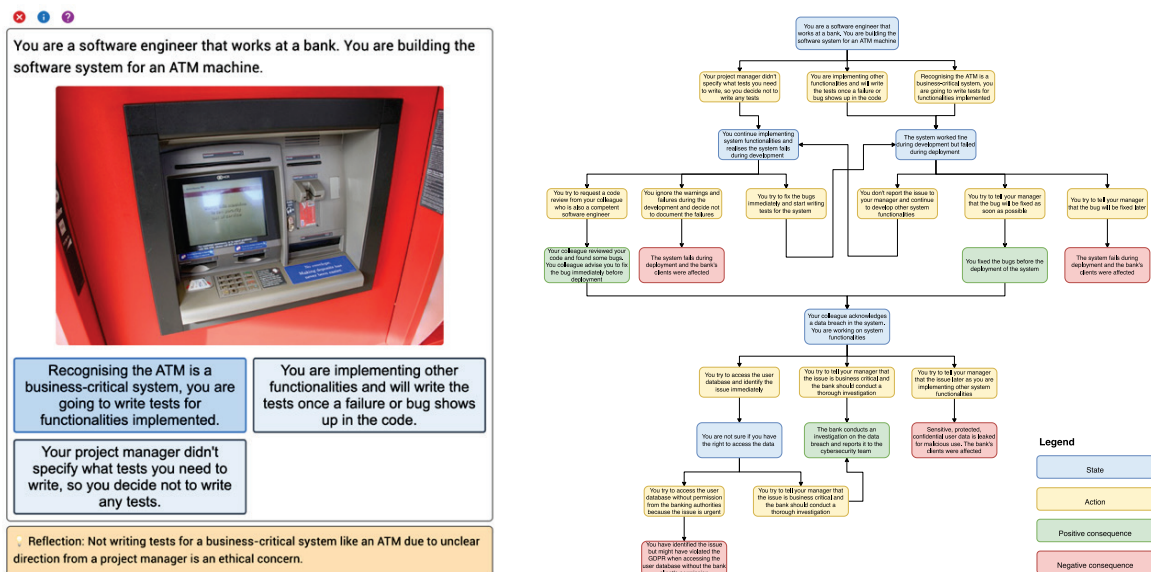 You are a software engineer that works at a bank. You are building the
software system for an ATM machine.
Recognising the ATM is a
business-critical system, you are
going to write tests for
functionalities implemented.
You are implementing other
functionalities and will write the
tests once a failure or bug shows
up in the code.
Your project manager didn't
specify what tests you need to
write, so you decide not to write
any tests.
Reflection: Not writing tests for a business-critical system like an ATM due to unclear
direction from a project manager is an ethical concern.
You are a software engineer that
works at a bank. You are building the
software system for an ATM machine
Your project manager didn't
specify what tests you need
to write, so you decide not to
write any tests
You are implementing other
functionalities and will write
the tests once a failure or
bug shows up in the code
Recognising the ATM is a
business-critical system, you
are going to write tests for
functionalities implemented
You continue implementing
system functionalities and
realises the system fails
during development
The system worked fine
during development but failed
during deployment
You try to request a code
review from your colleague
who is also a competent
software engineer
You ignore the warnings and
failures during the
development and decide not
to document the failures
You try to fix the bugs
immediately and start writing
tests for the system
You don't report the issue to
your manager and continue
to develop other system
functionalities
You try to tell your manager
that the bug will be fixed as
soon as possible
You try to tell your manager
that the bug will be fixed later
Your colleague reviewed your
code and found some bugs.
You colleague advise you to fix
the bug immediately before
deployment
The system fails during
deployment and the bank's
clients were affected
You fixed the bugs before the
deployment of the system
The system fails during
deployment and the bank's
clients were affected
Your colleague acknowledges
a data breach in the system.
You are working on system
functionalities
You try to access the user
database and identify the
issue immediately
You try to tell your manager that
the issue is business critical and
the bank should conduct a
thorough investigation
You try to tell your manager
that the issue later as you are
implementing other system
functionalities
You are not sure if you have
the right to access the data
The bank conducts an
investigation on the data
breach and reports it to the
cybersecurity team
Sensitive, protected,
confidential user data is leaked
for malicious use. The bank's
clients were affected
You try to access the user
database without permission
from the banking authorities
because the issue is urgent
You try to tell your manager that
the issue is business critical and
the bank should conduct a
thorough investigation
You have identified the issue
but might have violated the
GDPR when accessing the
user database without the bank
Legend
State
Action
Positive consequence
Negative consequence